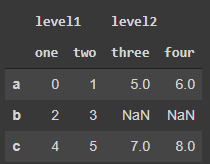 level1 level2
one two three four
a 0 1 5.0 6.0
b 2 3 NaN NaN
c 4 5 7.0 8.0